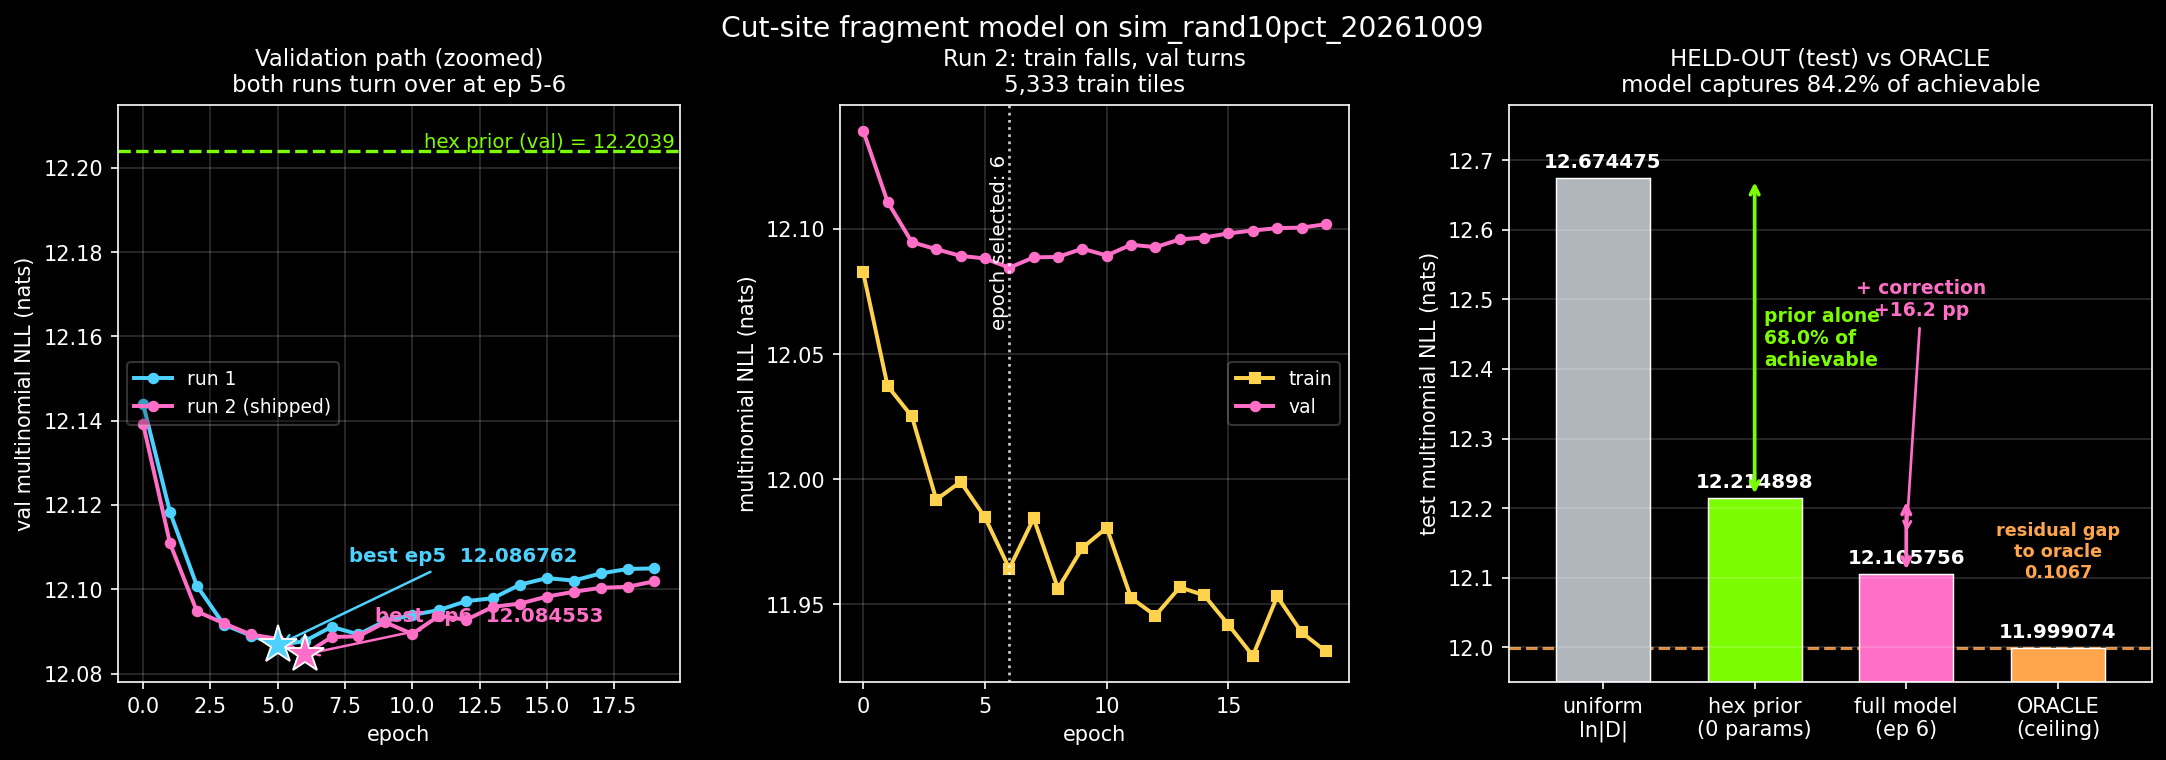 Cut-site fragment model on sim_rand10pct_20261009
Validation path (zoomed)
both runs turn over at ep 5-6
hex prior (val) = 12.2039
run 1
run 2 (shipped)
best ep5 12.086762
best ep6 12.084553
val multinomial NLL (nats)
12.20
12.18
12.16
12.14
12.12
12.10
12.08
0.0 2.5 5.0 7.5 10.0 12.5 15.0 17.5
epoch
Run 2: train falls, val turns
5,333 train tiles
epoch selected: 6
train
val
multinomial NLL (nats)
12.10
12.05
12.00
11.95
0 5 10 15
epoch
HELD-OUT (test) vs ORACLE
model captures 84.2% of achievable
test multinomial NLL (nats)
12.7
12.6
12.5
12.4
12.3
12.2
12.1
12.0
12.674475
+ correction
+16.2 pp
prior alone
68.0% of
achievable
12.214898
12.105756
residual gap
to oracle
0.1067
11.999074
uniform
ln|D|
hex prior
(0 params)
full model
(ep 6)
ORACLE
(ceiling)